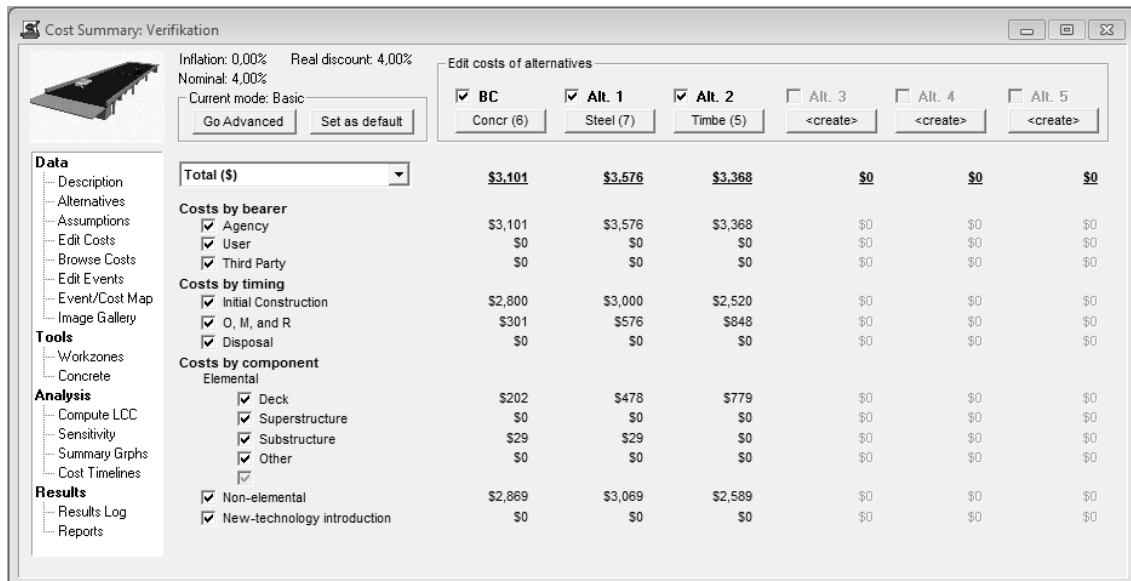 Cost Summary: Verifikation
Inflation: 0,00% Real discount: 4,00%
Nominal: 4,00%
Current mode: Basic
Go Advanced Set as default
Edit costs of alternatives
BC Alt. 1 Alt. 2 Alt. 3 Alt. 4 Alt. 5
Concr (6) Steel (7) Timbe (5) <create> <create> <create>
Data
Description
Alternatives
Assumptions
Edit Costs
Browse Costs
Edit Events
Event/Cost Map
Image Gallery
Tools
Workzones
Concrete
Analysis
Compute LCC
Sensitivity
Summary Grphs
Cost Timelines
Results
Results Log
Reports
Total ($) $3,101 $3,576 $3,368 $0 $0 $0
Costs by bearer
Agency $3,101 $3,576 $3,368 $0 $0 $0
User $0 $0 $0 $0 $0 $0
Third Party $0 $0 $0 $0 $0 $0
Costs by timing
Initial Construction $2,800 $3,000 $2,520 $0 $0 $0
O, M, and R $301 $576 $848 $0 $0 $0
Disposal $0 $0 $0 $0 $0 $0
Costs by component
Elemental
Deck $202 $478 $779 $0 $0 $0
Superstructure $0 $0 $0 $0 $0 $0
Substructure $29 $29 $0 $0 $0 $0
Other $0 $0 $0 $0 $0 $0
Non-elemental $2,869 $3,069 $2,589 $0 $0 $0
New-technology introduction $0 $0 $0 $0 $0 $0